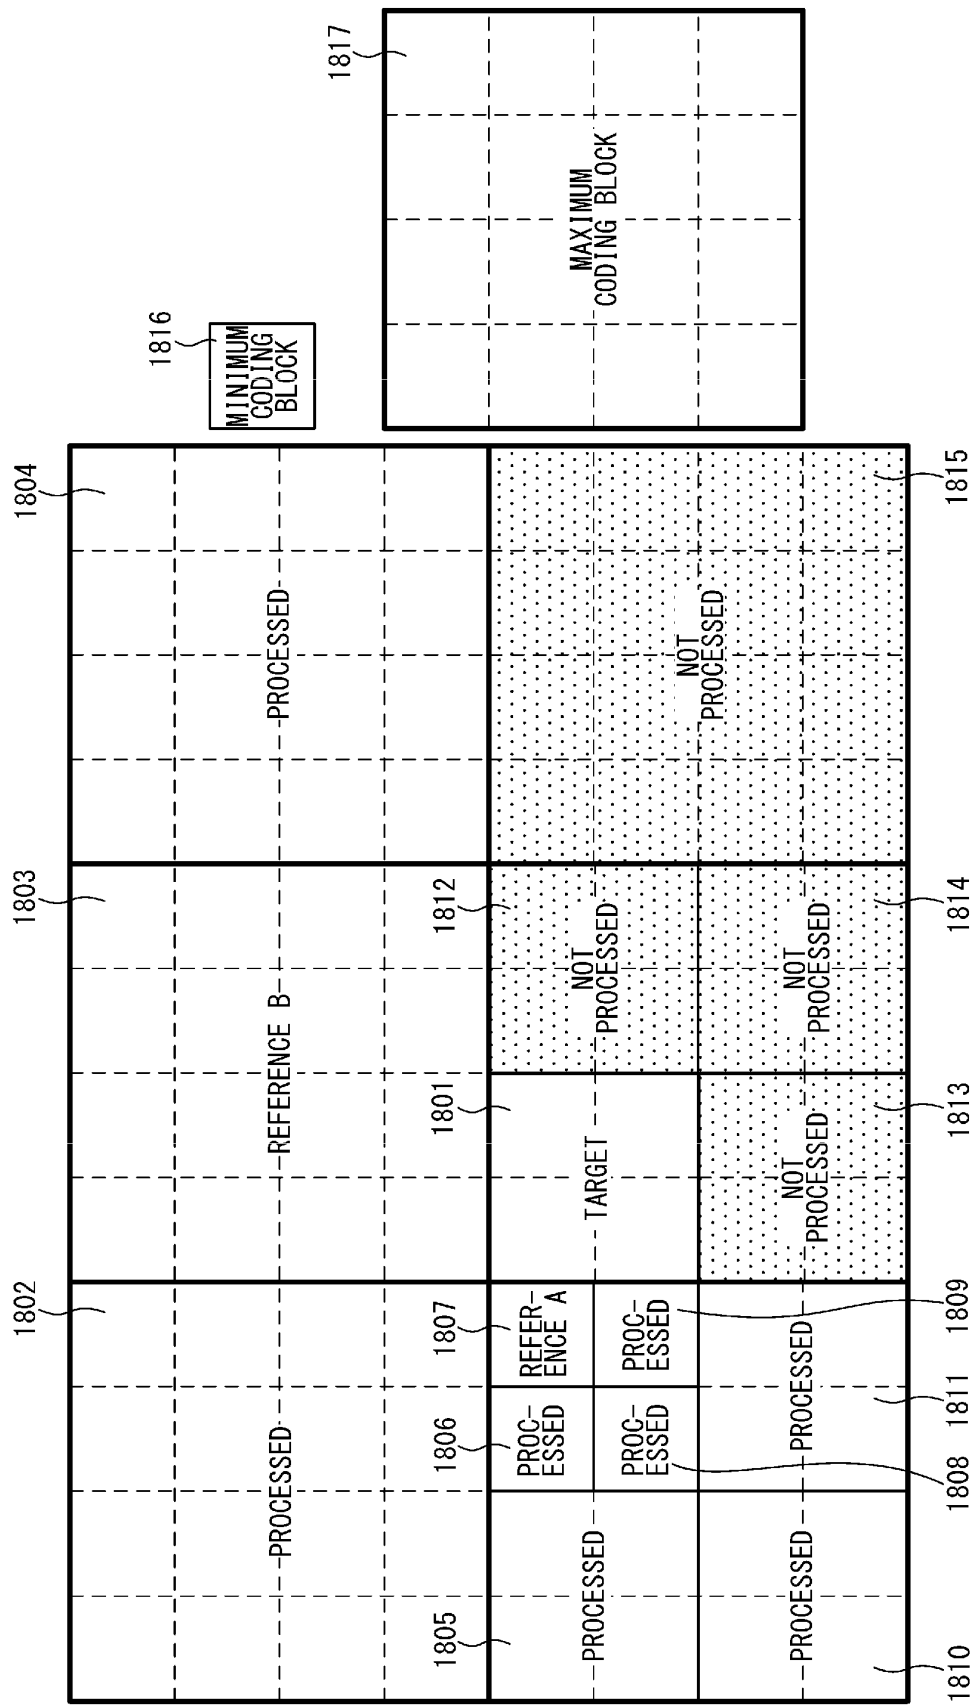 1802
1803
1804
PROCESSED
REFERENCE B
PROCESSED
1816
MINIMUM
CODING
BLOCK
1817
MAXIMUM
CODING BLOCK
1805
1806
1807
1801
1812
PROCESSED
PROC-
ESSED
REFER-
ENCE A
PROC-
ESSED
PROC-
ESSED
TARGET
NOT
PROCESSED
NOT
PROCESSED
PROCESSED
PROCESSED
NOT
PROCESSED
NOT
PROCESSED
1810
1808
1811
1809
1813
1814
1815